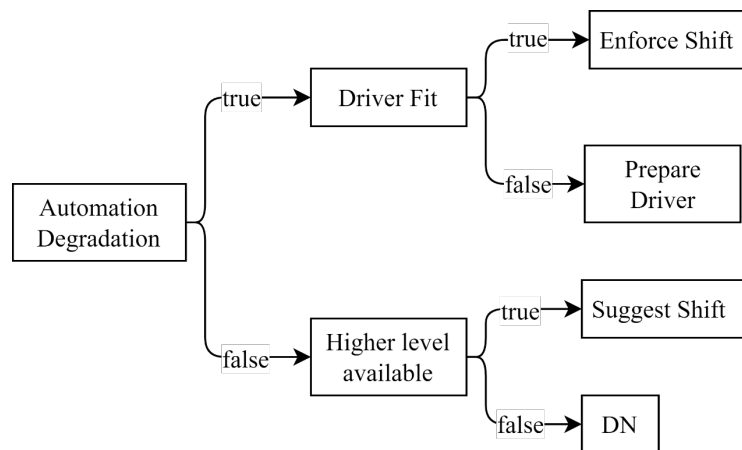 true
Enforce Shift
true
Driver Fit
false
Prepare
Driver
Automation
Degradation
true
Suggest Shift
false
Higher level
available
false
DN